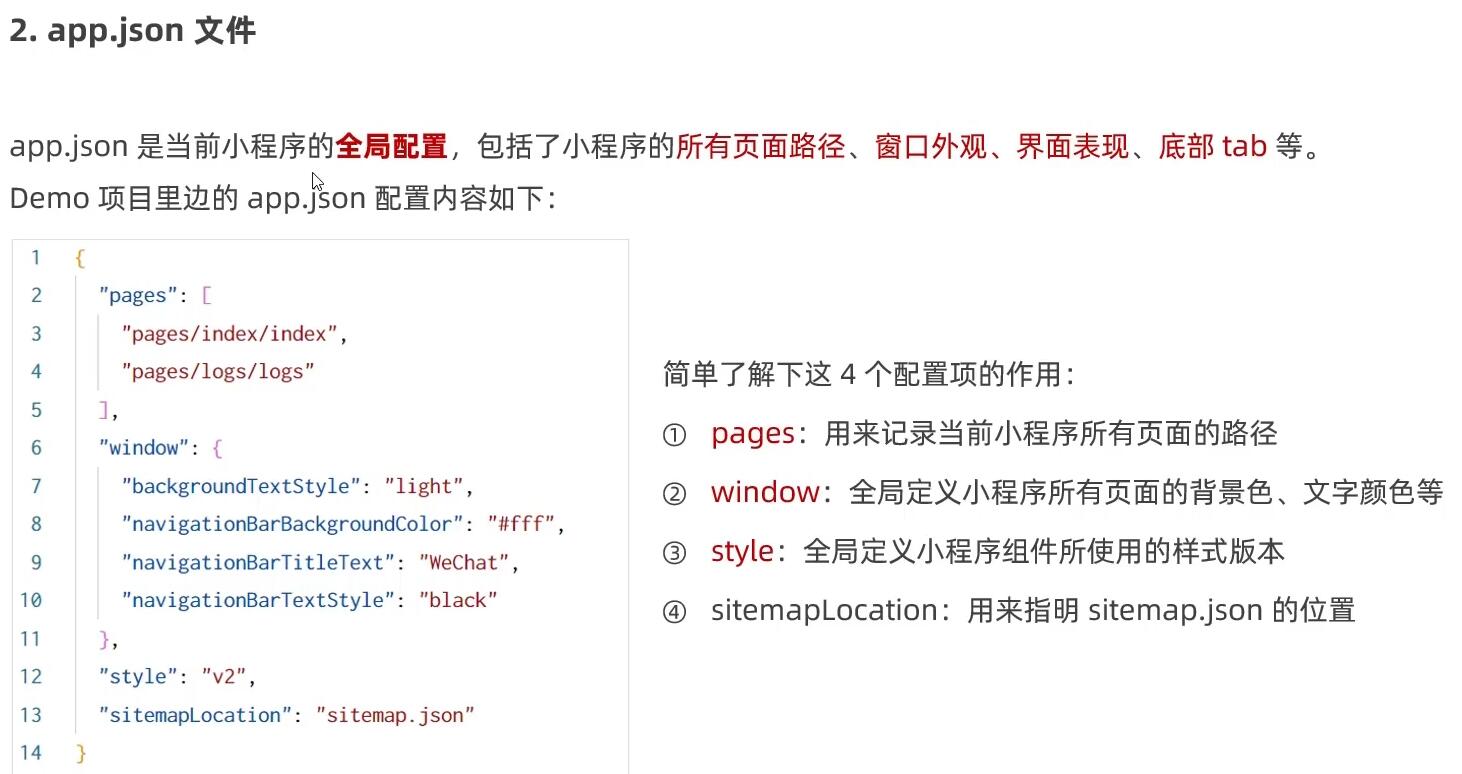 2. app.json 文件
app.json 是当前小程序的全局配置，包括了小程序的所有页面路径、窗口外观、界面表现、底部 tab 等。
Demo 项目里边的 app.json 配置内容如下：
1 {
2 "pages": [
3 "pages/index/index",
4 "pages/logs/logs"
5 ],
6 "window": {
7 "backgroundTextStyle": "light",
8 "navigationBarBackgroundColor": "#fff",
9 "navigationBarTitleText": "WeChat",
10 "navigationBarTextStyle": "black"
11 },
12 "style": "v2",
13 "sitemapLocation": "sitemap.json"
14 }
简单了解下这 4 个配置项的作用：
① pages：用来记录当前小程序所有页面的路径
② window：全局定义小程序所有页面的背景色、文字颜色等
③ style：全局定义小程序组件所使用的样式版本
④ sitemapLocation：用来指明 sitemap.json 的位置